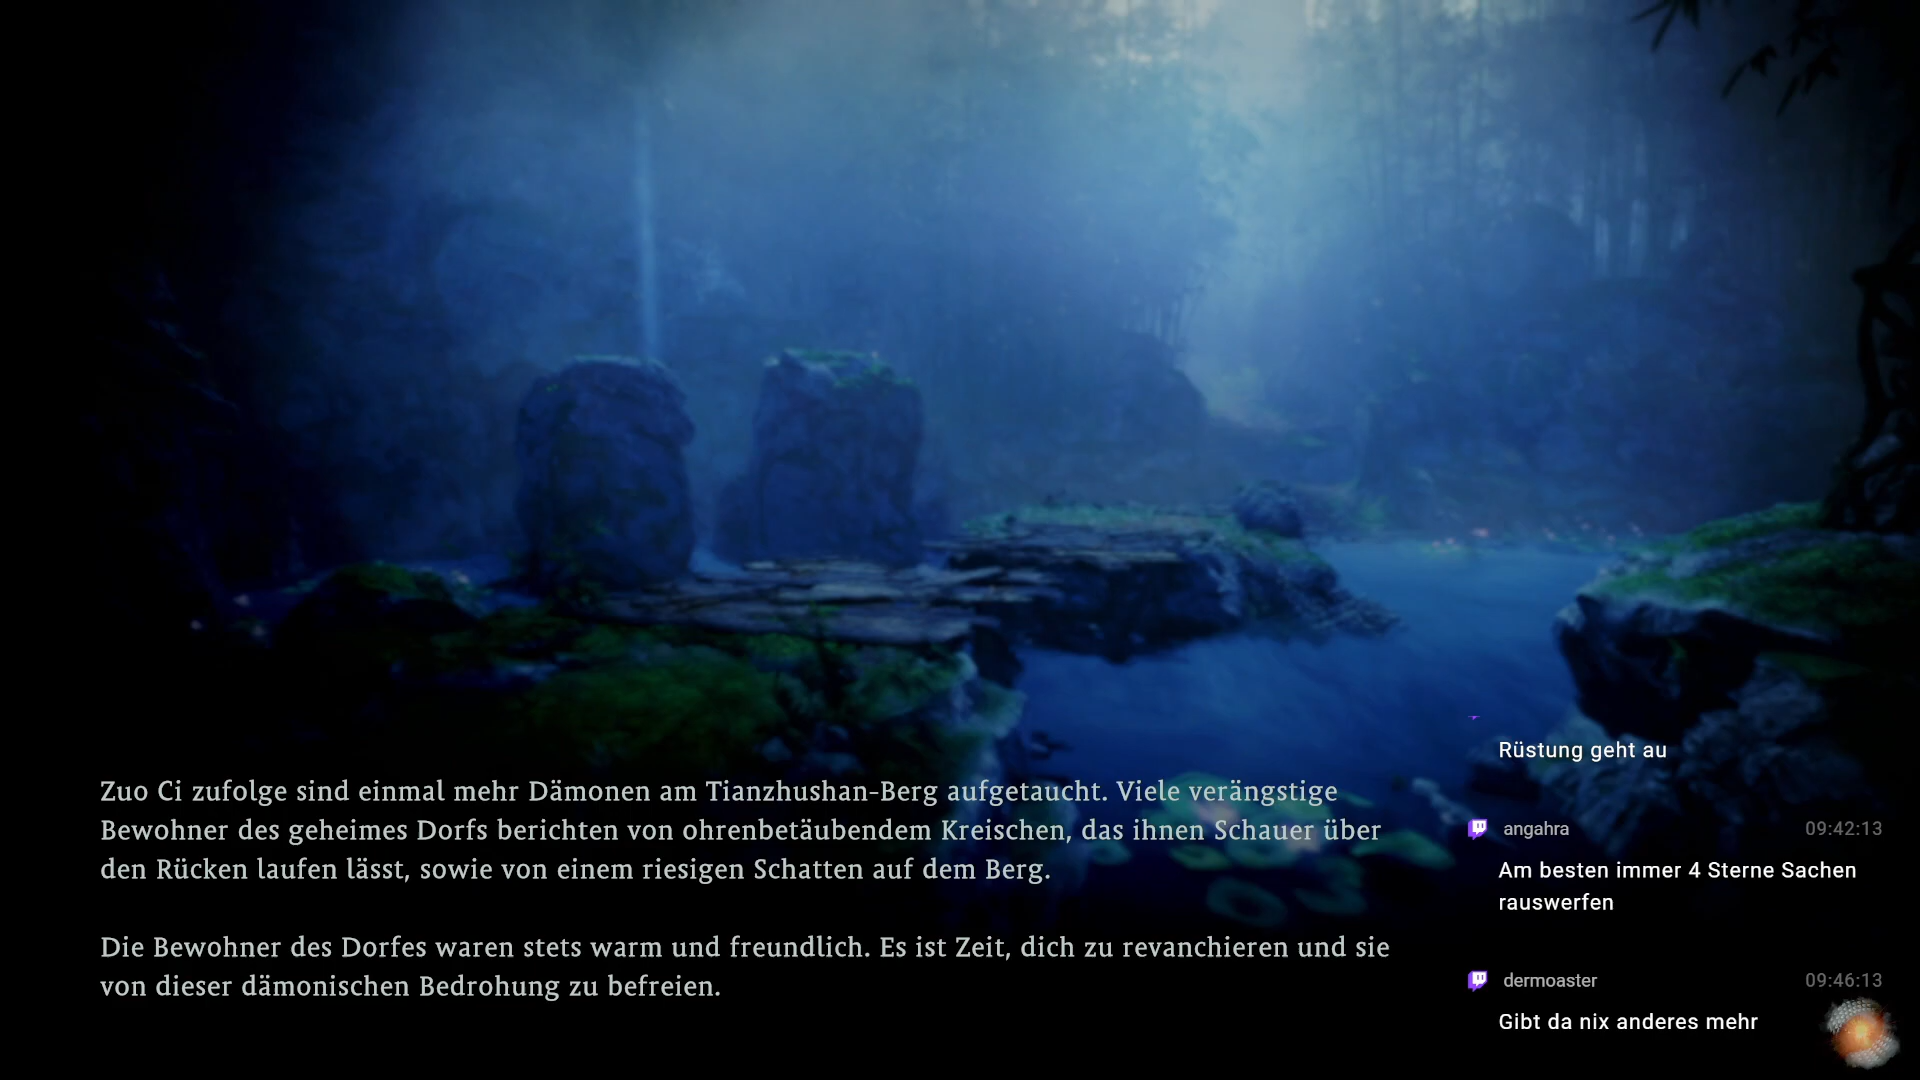 Zuo Ci zufolge sind einmal mehr Dämonen am Tianzhushan-Berg aufgetaucht. Viele verängstige
Bewohner des geheimes Dorfs berichten von ohrenbetäubendem Kreischen, das ihnen Schauer über
den Rücken laufen lässt, sowie von einem riesigen Schatten auf dem Berg.
Die Bewohner des Dorfes waren stets warm und freundlich. Es ist Zeit, dich zu revanchieren und sie
von dieser dämonischen Bedrohung zu befreien.
Rüstung geht au
angahra 09:42:13
Am besten immer 4 Sterne Sachen
rauswerfen
dermoaster 09:46:13
Gibt da nix anderes mehr